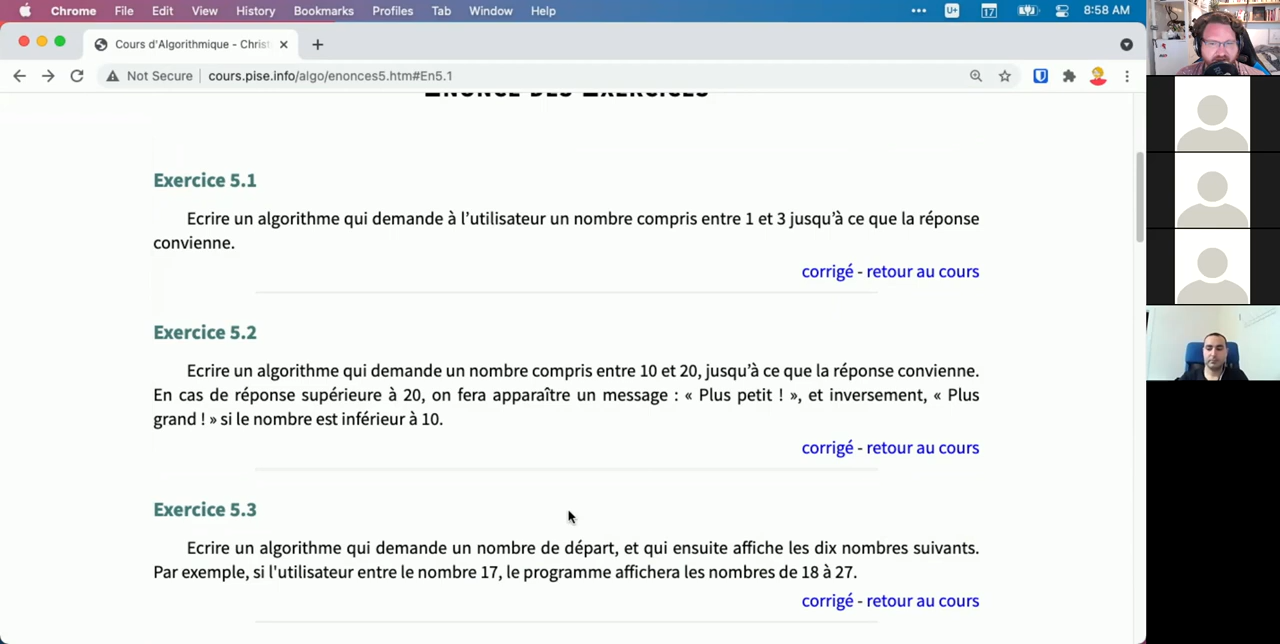 Chrome File Edit View History Bookmarks Profiles Tab Window Help 17 8:58 AM
Cours d'Algorithmique - Christ
Not Secure cours.pise.info/algo/enonces5.htm#En5.1
Enoncé des Exercices
Exercice 5.1
Ecrire un algorithme qui demande à l’utilisateur un nombre compris entre 1 et 3 jusqu’à ce que la réponse
convienne.
corrigé - retour au cours
Exercice 5.2
Ecrire un algorithme qui demande un nombre compris entre 10 et 20, jusqu’à ce que la réponse convienne.
En cas de réponse supérieure à 20, on fera apparaître un message : « Plus petit ! », et inversement, « Plus
grand ! » si le nombre est inférieur à 10.
corrigé - retour au cours
Exercice 5.3
Ecrire un algorithme qui demande un nombre de départ, et qui ensuite affiche les dix nombres suivants.
Par exemple, si l'utilisateur entre le nombre 17, le programme affichera les nombres de 18 à 27.
corrigé - retour au cours